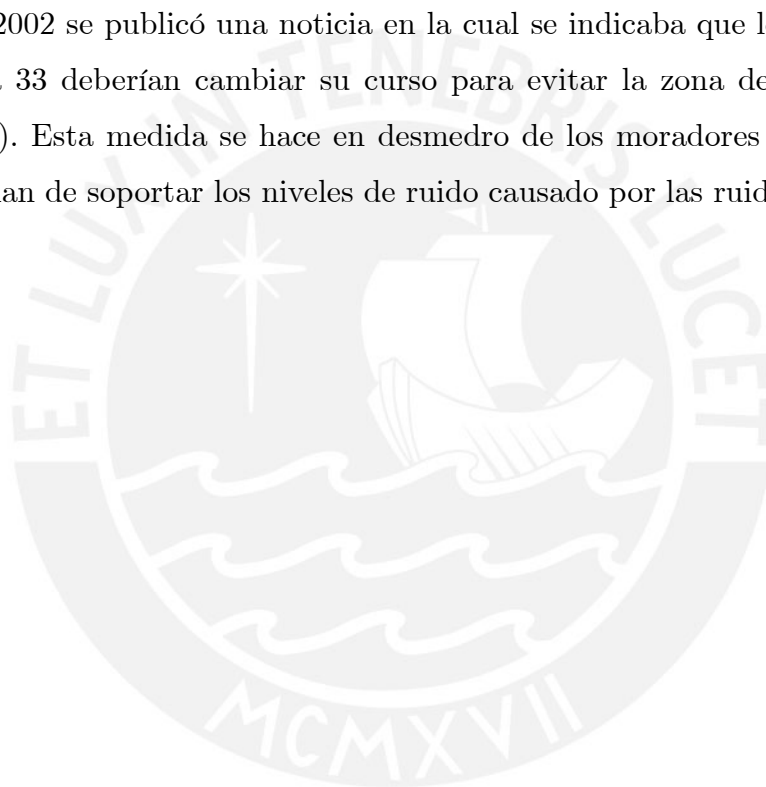 2002 se publicó una noticia en la cual se indicaba que
33 deberían cambiar su curso para evitar la zona de
). Esta medida se hace en desmedro de los moradores
de soportar los niveles de ruido causado por las
ET LUX IN TENEBRIS LUCET
MCMXVII